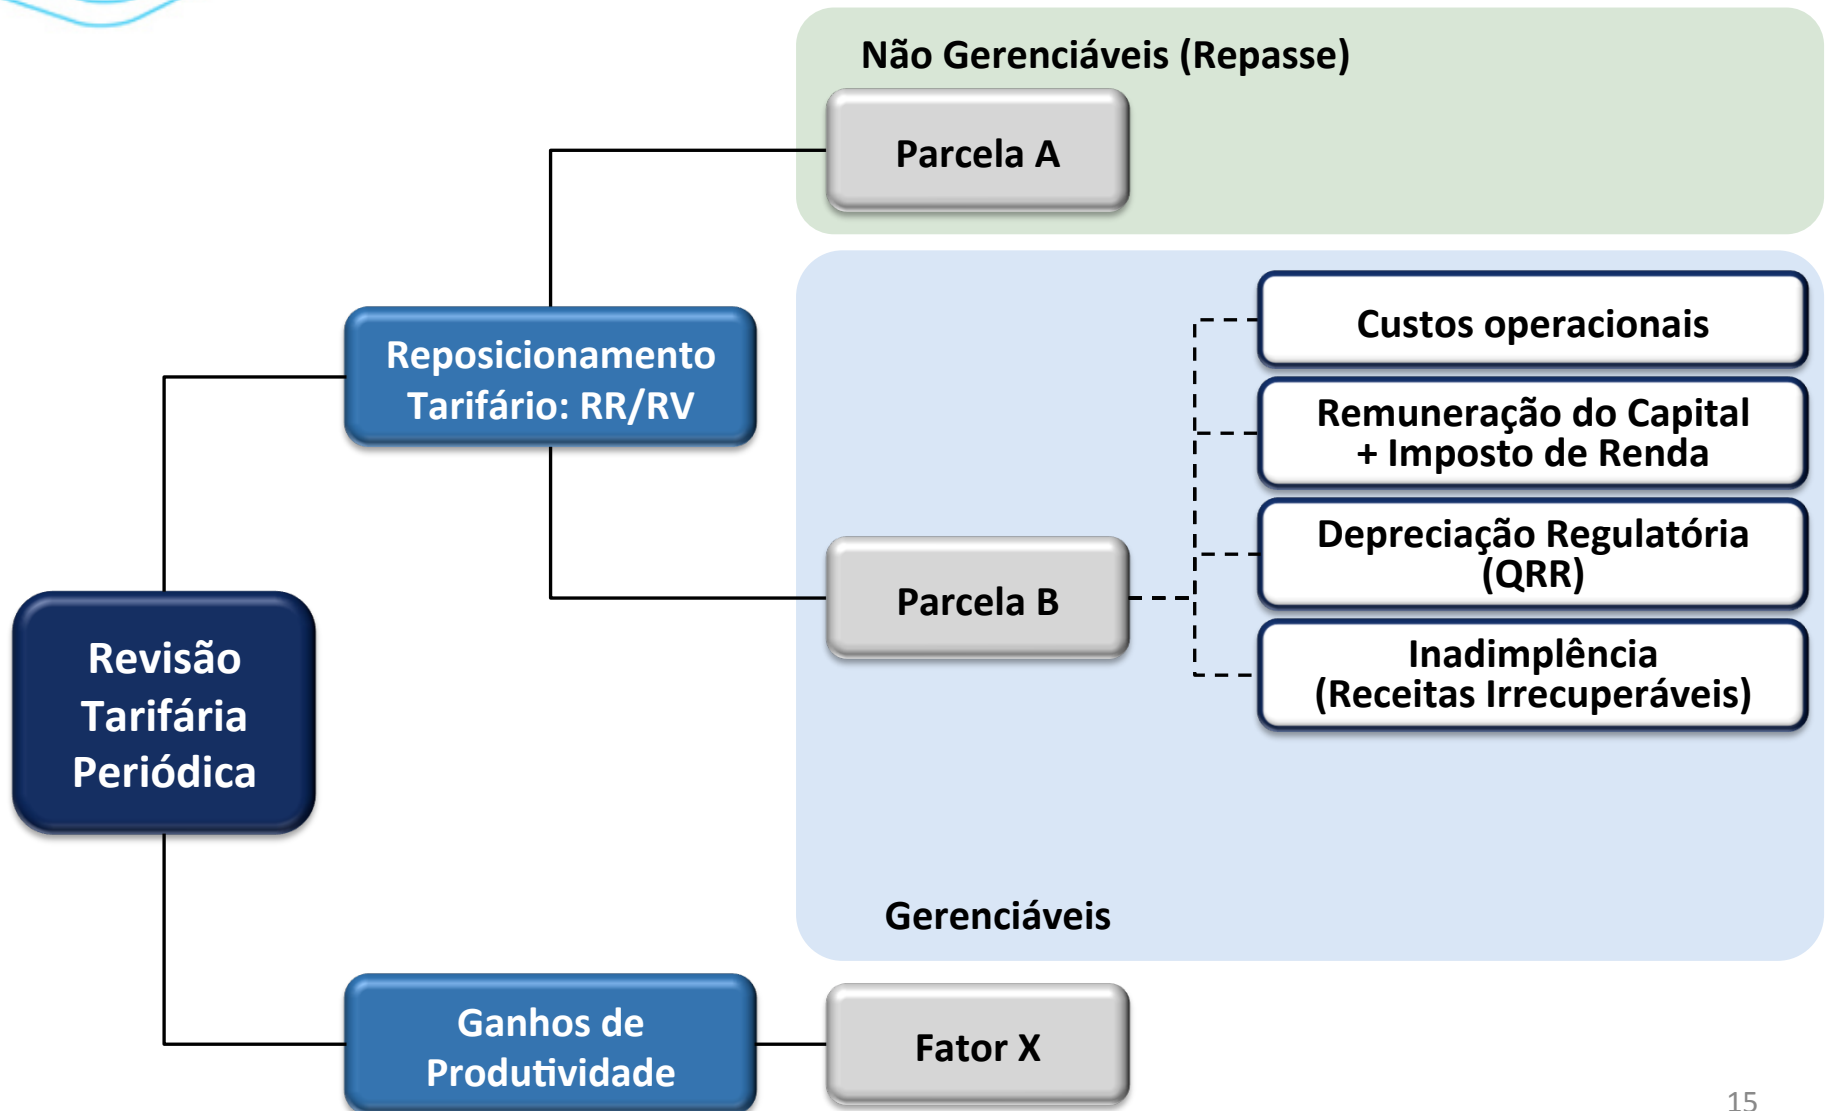 Não Gerenciáveis (Repasse)
Parcela A
Reposicionamento
Tarifário: RR/RV
Custos operacionais
Remuneração do Capital
+ Imposto de Renda
Depreciação Regulatória
(QRR)
Inadimplência
(Receitas Irrecuperáveis)
Parcela B
Revisão
Tarifária
Periódica
Gerenciáveis
Ganhos de
Produtividade
Fator X
15